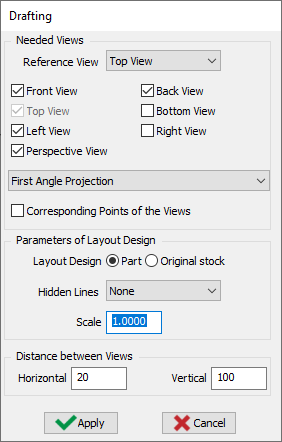 Drafting
Needed Views
Reference View Top View
Front View Back View
Top View Bottom View
Left View Right View
Perspective View
First Angle Projection
Corresponding Points of the Views
Parameters of Layout Design
Layout Design Part Original stock
Hidden Lines None
Scale 1.0000
Distance between Views
Horizontal 20 Vertical 100
Apply Cancel